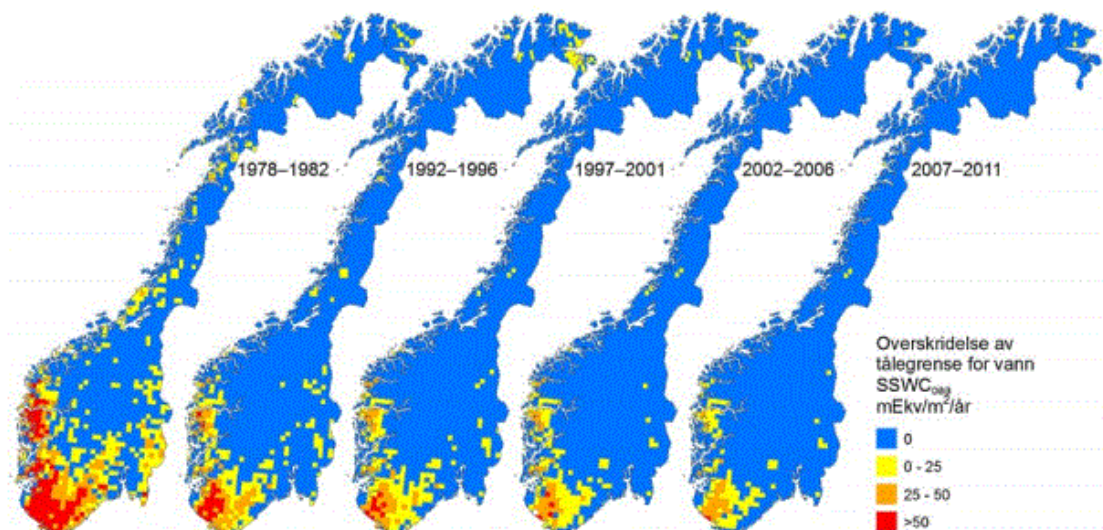 1978–1982
1992–1996
1997–2001
2002–2006
2007–2011
Overskridelse av
tålegrense for vann
SSWCoaa
mEkv/m²/år
0
0 - 25
25 - 50
>50